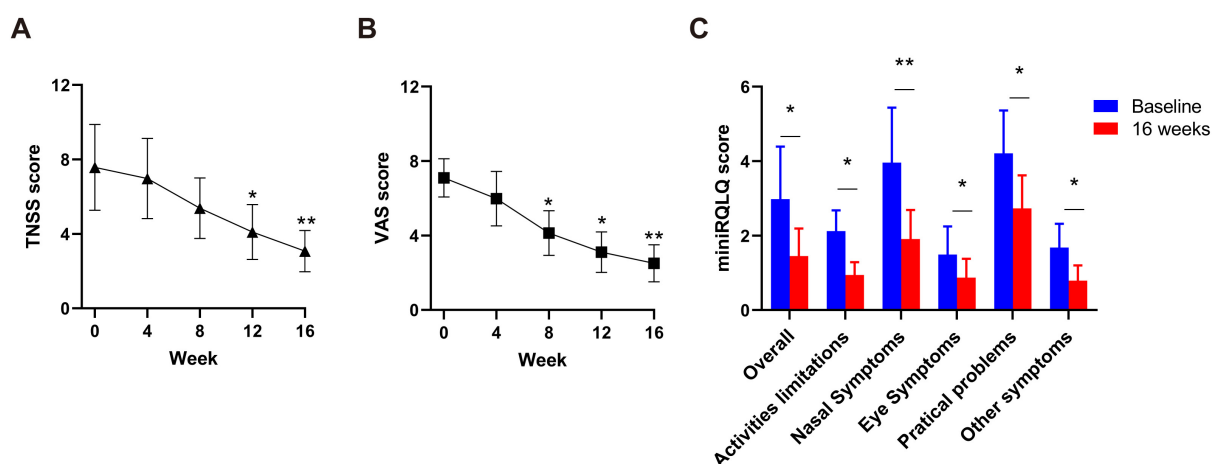 A
TNSS score
12
8
4
0
*
**
0 4 8 12 16
Week
B
VAS score
12
8
4
0
*
*
**
0 4 8 12 16
Week
C
miniRQLQ score
6
4
2
0
*
*
**
*
*
*
Overall
Activities limitations
Nasal Symptoms
Eye Symptoms
Pratical problems
Other symptoms
Baseline
16 weeks